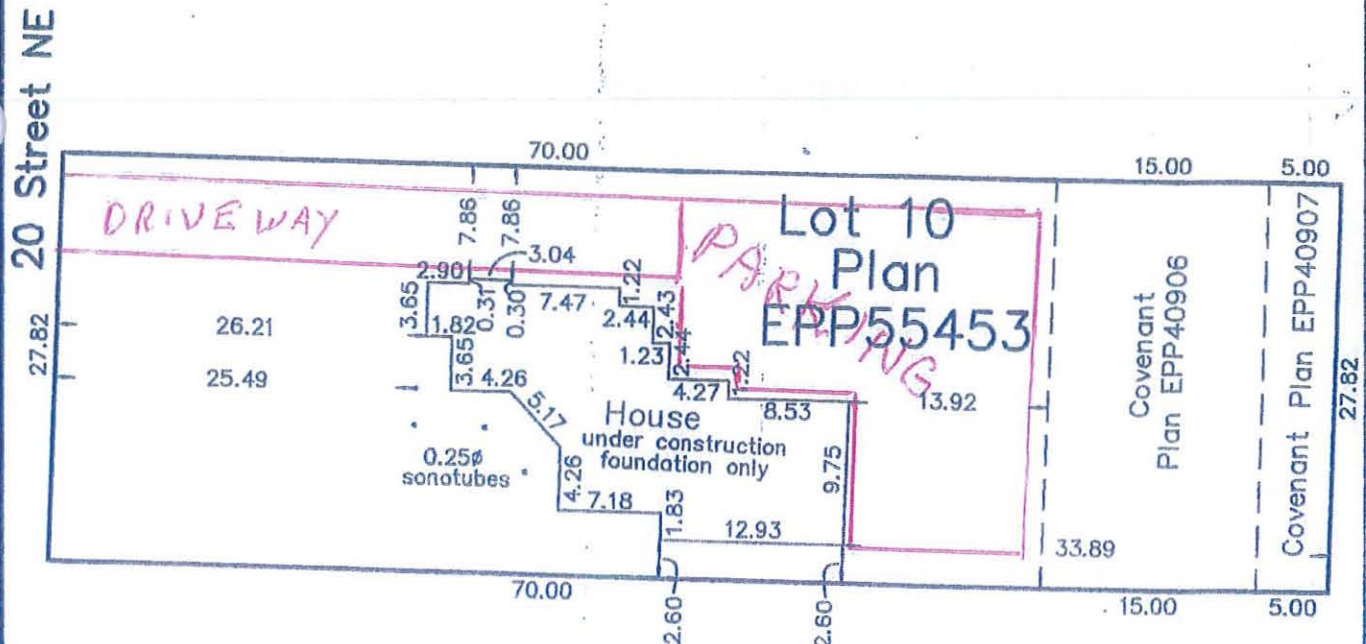 20 Street NE
70.00
15.00
5.00
DRIVEWAY
7.86
7.86
Lot 10
Plan
EPP55453
PARKING
Covenant
Plan EPP40906
Covenant Plan EPP40907
27.82
27.82
2.90
3.04
3.65
0.31
0.30
7.47
1.22
2.44
2.43
26.21
1.82
25.49
3.65
4.26
1.23
2.44
4.27
1.22
8.53
13.92
5.17
House
under construction
foundation only
0.25ø
sonotubes
4.26
7.18
1.83
9.75
12.93
33.89
70.00
2.60
2.60
15.00
5.00